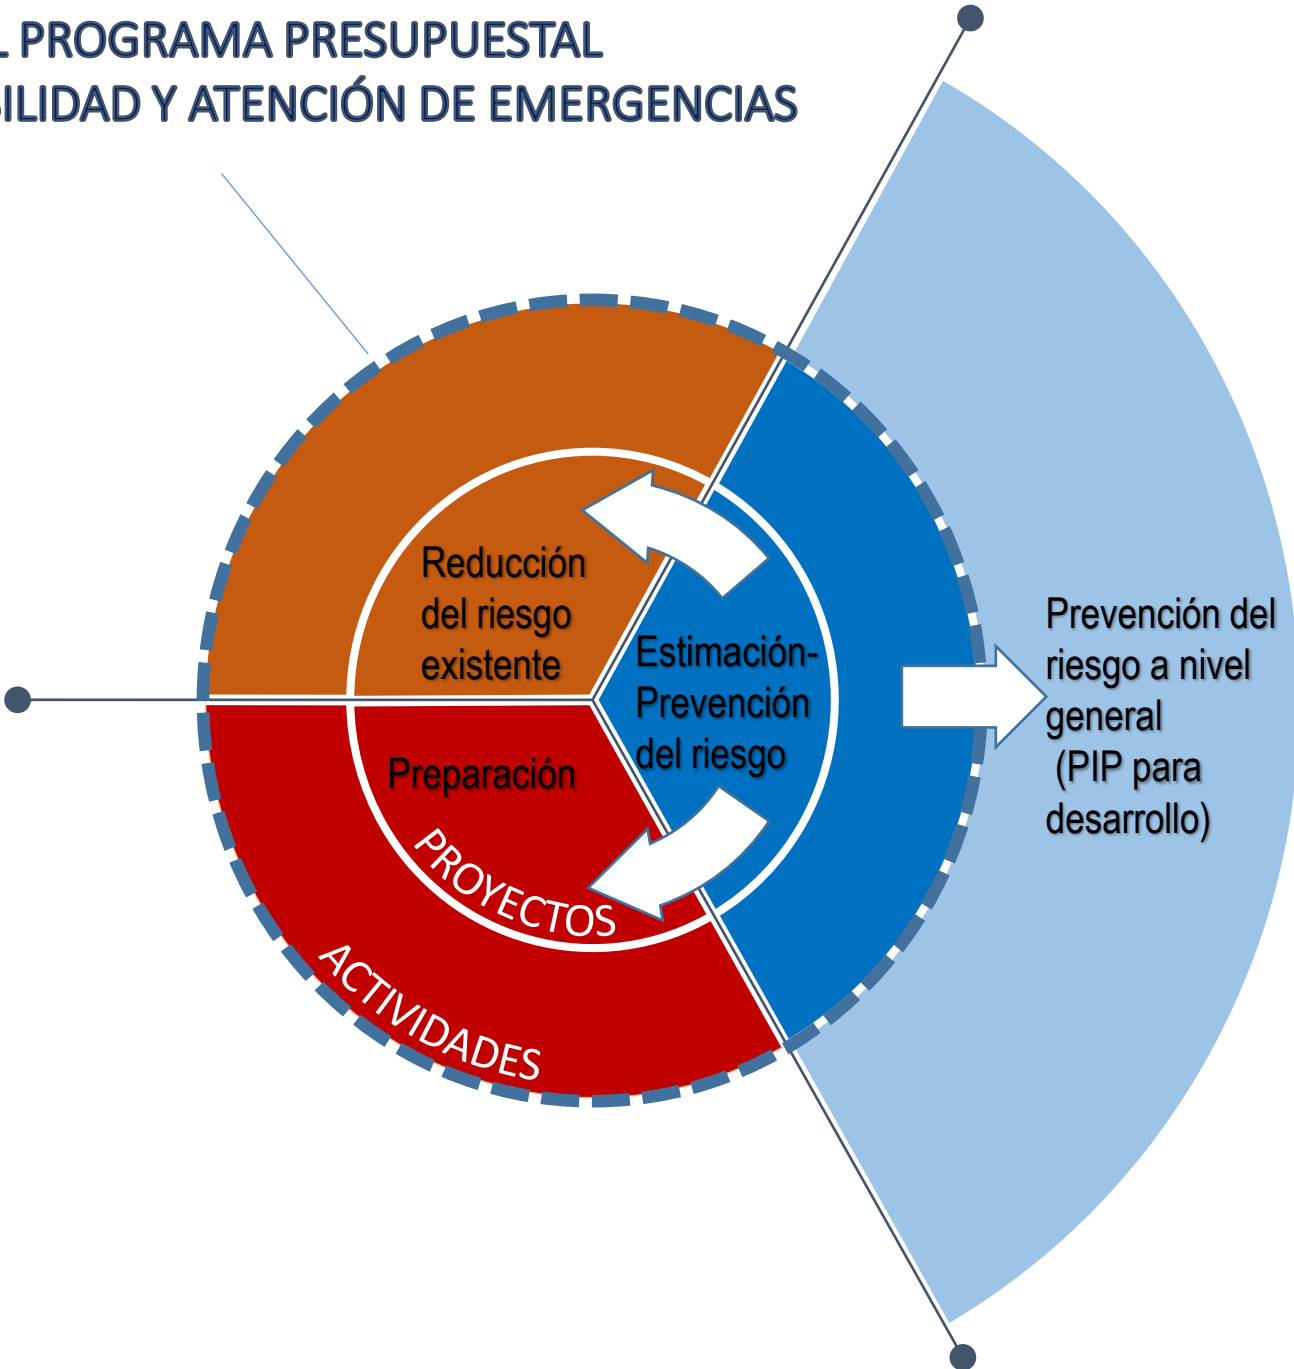 L PROGRAMA PRESUPUESTAL
BILIDAD Y ATENCIÓN DE EMERGENCIAS
Reducción
del riesgo
existente
Estimación-
Prevención
del riesgo
Preparación
PROYECTOS
ACTIVIDADES
Prevención del
riesgo a nivel
general
(PIP para
desarrollo)